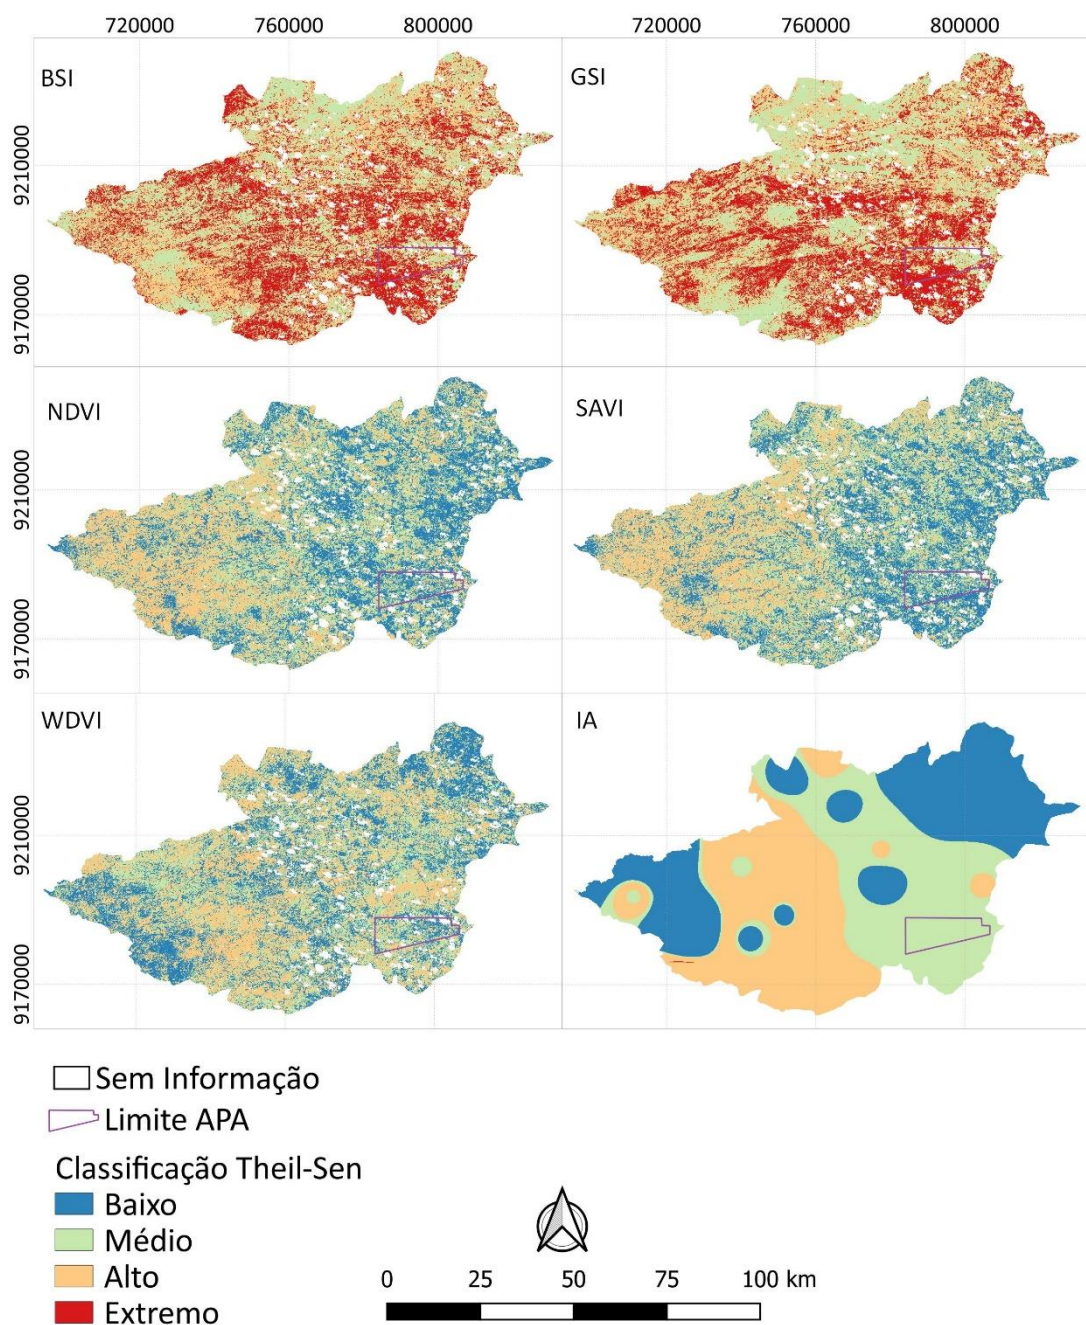 720000 760000 800000 720000 760000 800000
BSI GSI
9210000
9170000
NDVI SAVI
9210000
9170000
WDVI IA
9210000
9170000
Sem Informação
Limite APA
Classificação Theil-Sen
Baixo
Médio
Alto
Extremo
0 25 50 75 100 km